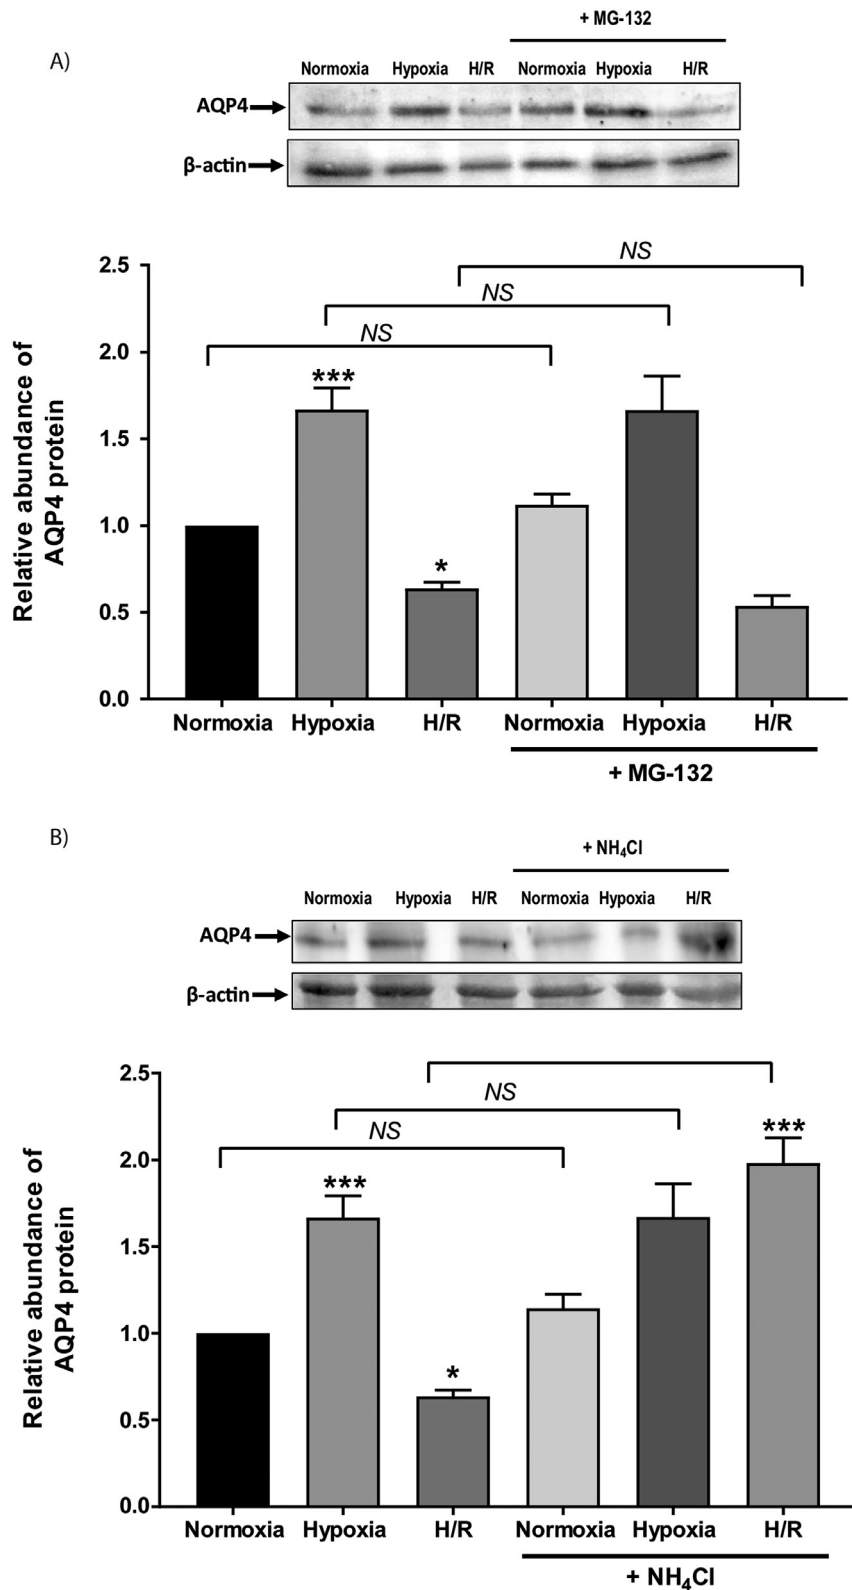 A)
+ MG-132
Normoxia Hypoxia H/R Normoxia Hypoxia H/R
AQP4
β-actin
Relative abundance of
AQP4 protein
2.5
2.0
1.5
1.0
0.5
0.0
NS
NS
NS
***
*
Normoxia Hypoxia H/R Normoxia Hypoxia H/R
+ MG-132
B)
+ NH₄Cl
Normoxia Hypoxia H/R Normoxia Hypoxia H/R
AQP4
β-actin
Relative abundance of
AQP4 protein
2.5
2.0
1.5
1.0
0.5
0.0
NS
NS
***
***
*
Normoxia Hypoxia H/R Normoxia Hypoxia H/R
+ NH₄Cl